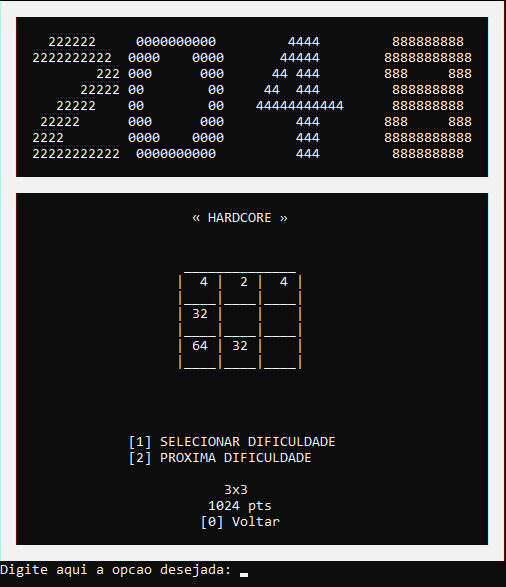 222222     0000000000         4444         888888888
2222222222  0000    0000       44444        88888888888
222 000      000      44 444        888     888
22222 00        00     44  444         888888888
22222    00        00    44444444444       888888888
22222     000      000         444        888     888
2222        0000    0000         444        88888888888
22222222222  0000000000          444         888888888
« HARDCORE »
4 | 2 | 4
32
64 | 32
[1] SELECIONAR DIFICULDADE
[2] PROXIMA DIFICULDADE
3x3
1024 pts
[0] Voltar
Digite aqui a opcao desejada: